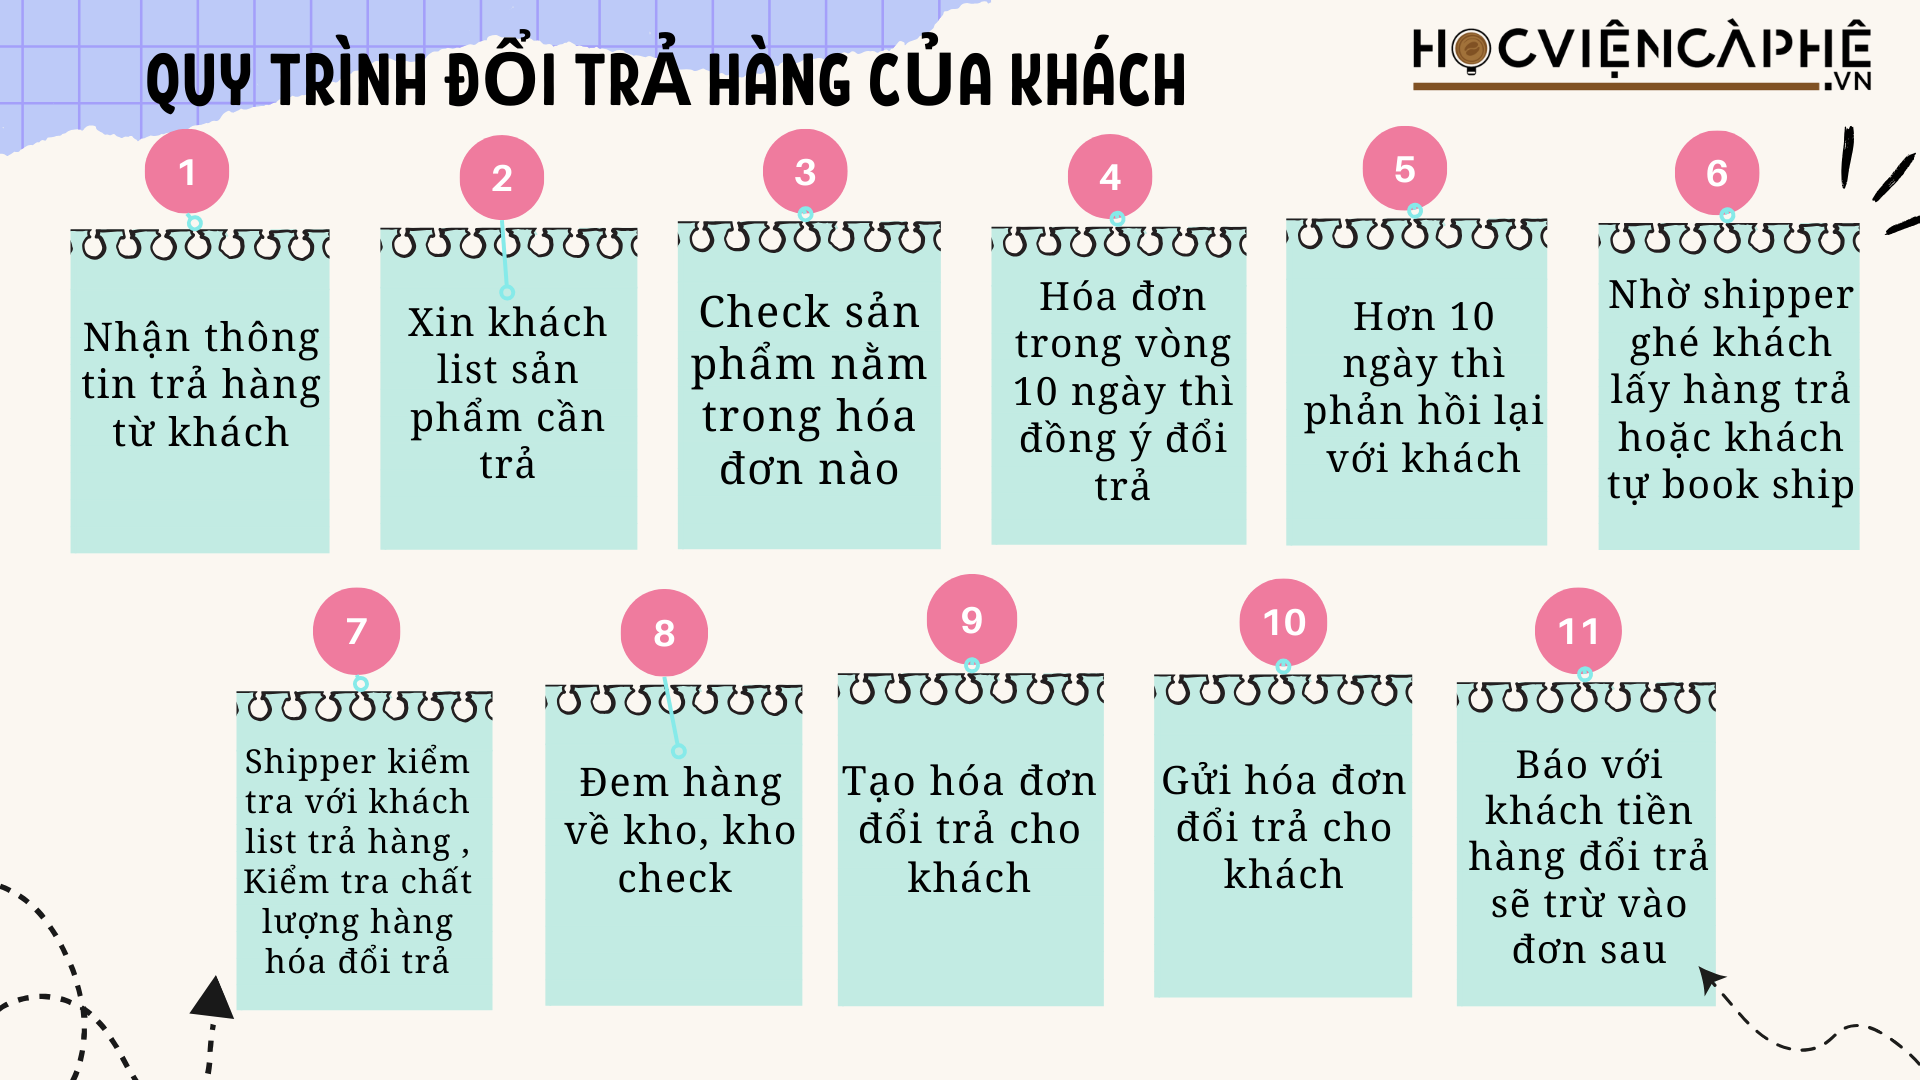 QUY TRÌNH ĐỔI TRẢ HÀNG CỦA KHÁCH
HỌCVIỆNCÀPHÊ
.VN
1
Nhận thông
tin trả hàng
từ khách
2
Xin khách
list sản
phẩm cần
trả
3
Check sản
phẩm nằm
trong hóa
đơn nào
4
Hóa đơn
trong vòng
10 ngày thì
đồng ý đổi
trả
5
Hơn 10
ngày thì
phản hồi lại
với khách
6
Nhờ shipper
ghé khách
lấy hàng trả
hoặc khách
tự book ship
7
Shipper kiểm
tra với khách
list trả hàng ,
Kiểm tra chất
lượng hàng
hóa đổi trả
8
Đem hàng
về kho, kho
check
9
Tạo hóa đơn
đổi trả cho
khách
10
Gửi hóa đơn
đổi trả cho
khách
11
Báo với
khách tiền
hàng đổi trả
sẽ trừ vào
đơn sau